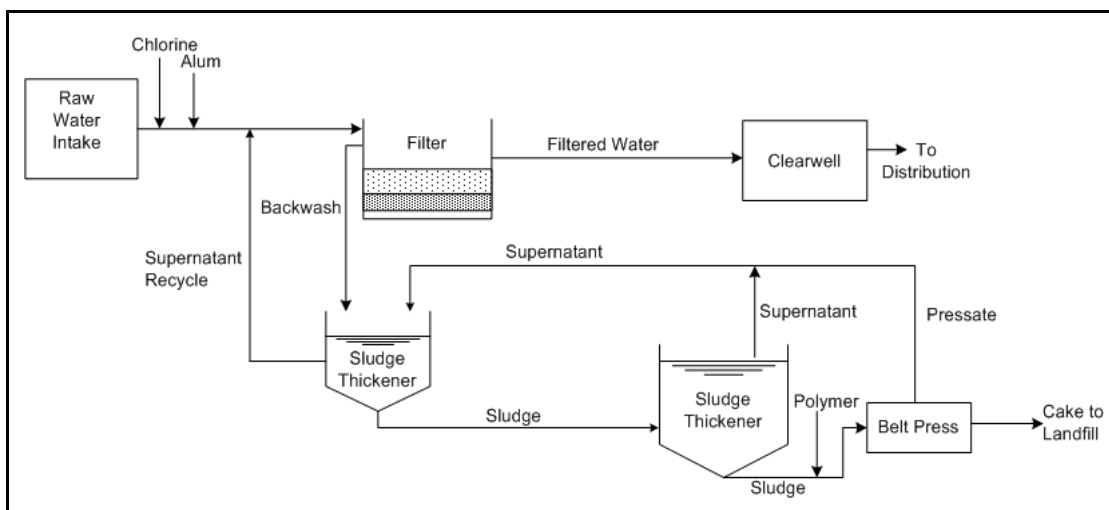 Chlorine
Alum
Raw
Water
Intake
Filter
Filtered Water
Clearwell
To
Distribution
Backwash
Supernatant
Recycle
Supernatant
Supernatant
Pressate
Sludge
Thickener
Sludge
Thickener
Polymer
Belt Press
Cake to
Landfill
Sludge
Sludge